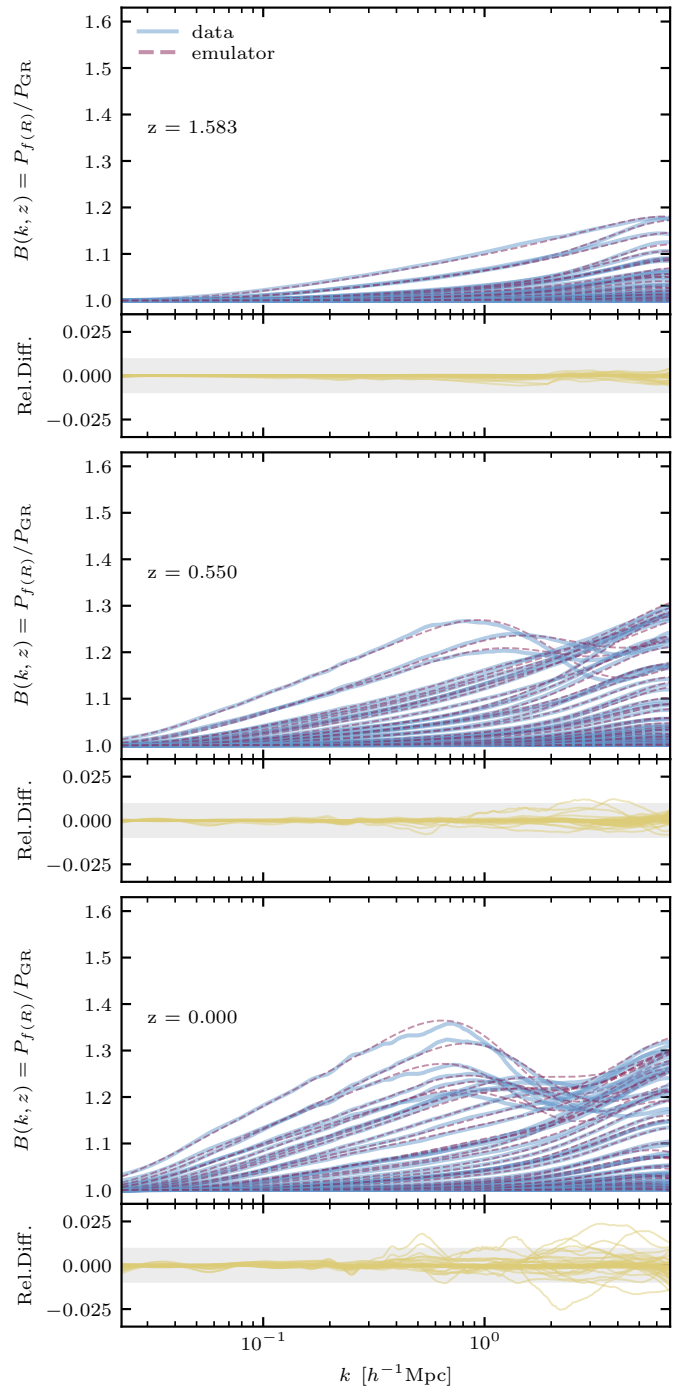 1.6
data
emulator
1.5
1.4
z = 1.583
1.3
1.2
1.1
1.0
B(k, z) = P_{f(R)}/P_{GR}
0.025
0.000
−0.025
Rel.Diff.
1.6
1.5
1.4
z = 0.550
1.3
1.2
1.1
1.0
B(k, z) = P_{f(R)}/P_{GR}
0.025
0.000
−0.025
Rel.Diff.
1.6
1.5
1.4
z = 0.000
1.3
1.2
1.1
1.0
B(k, z) = P_{f(R)}/P_{GR}
0.025
0.000
−0.025
Rel.Diff.
10⁻¹ 10⁰
k [h⁻¹Mpc]